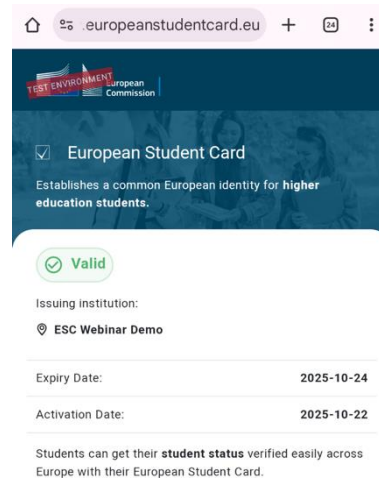 .europeanstudentcard.eu
24
TEST ENVIRONMENT
European
Commission
European Student Card
Establishes a common European identity for higher
education students.
Valid
Issuing institution:
ESC Webinar Demo
Expiry Date: 2025-10-24
Activation Date: 2025-10-22
Students can get their student status verified easily across
Europe with their European Student Card.